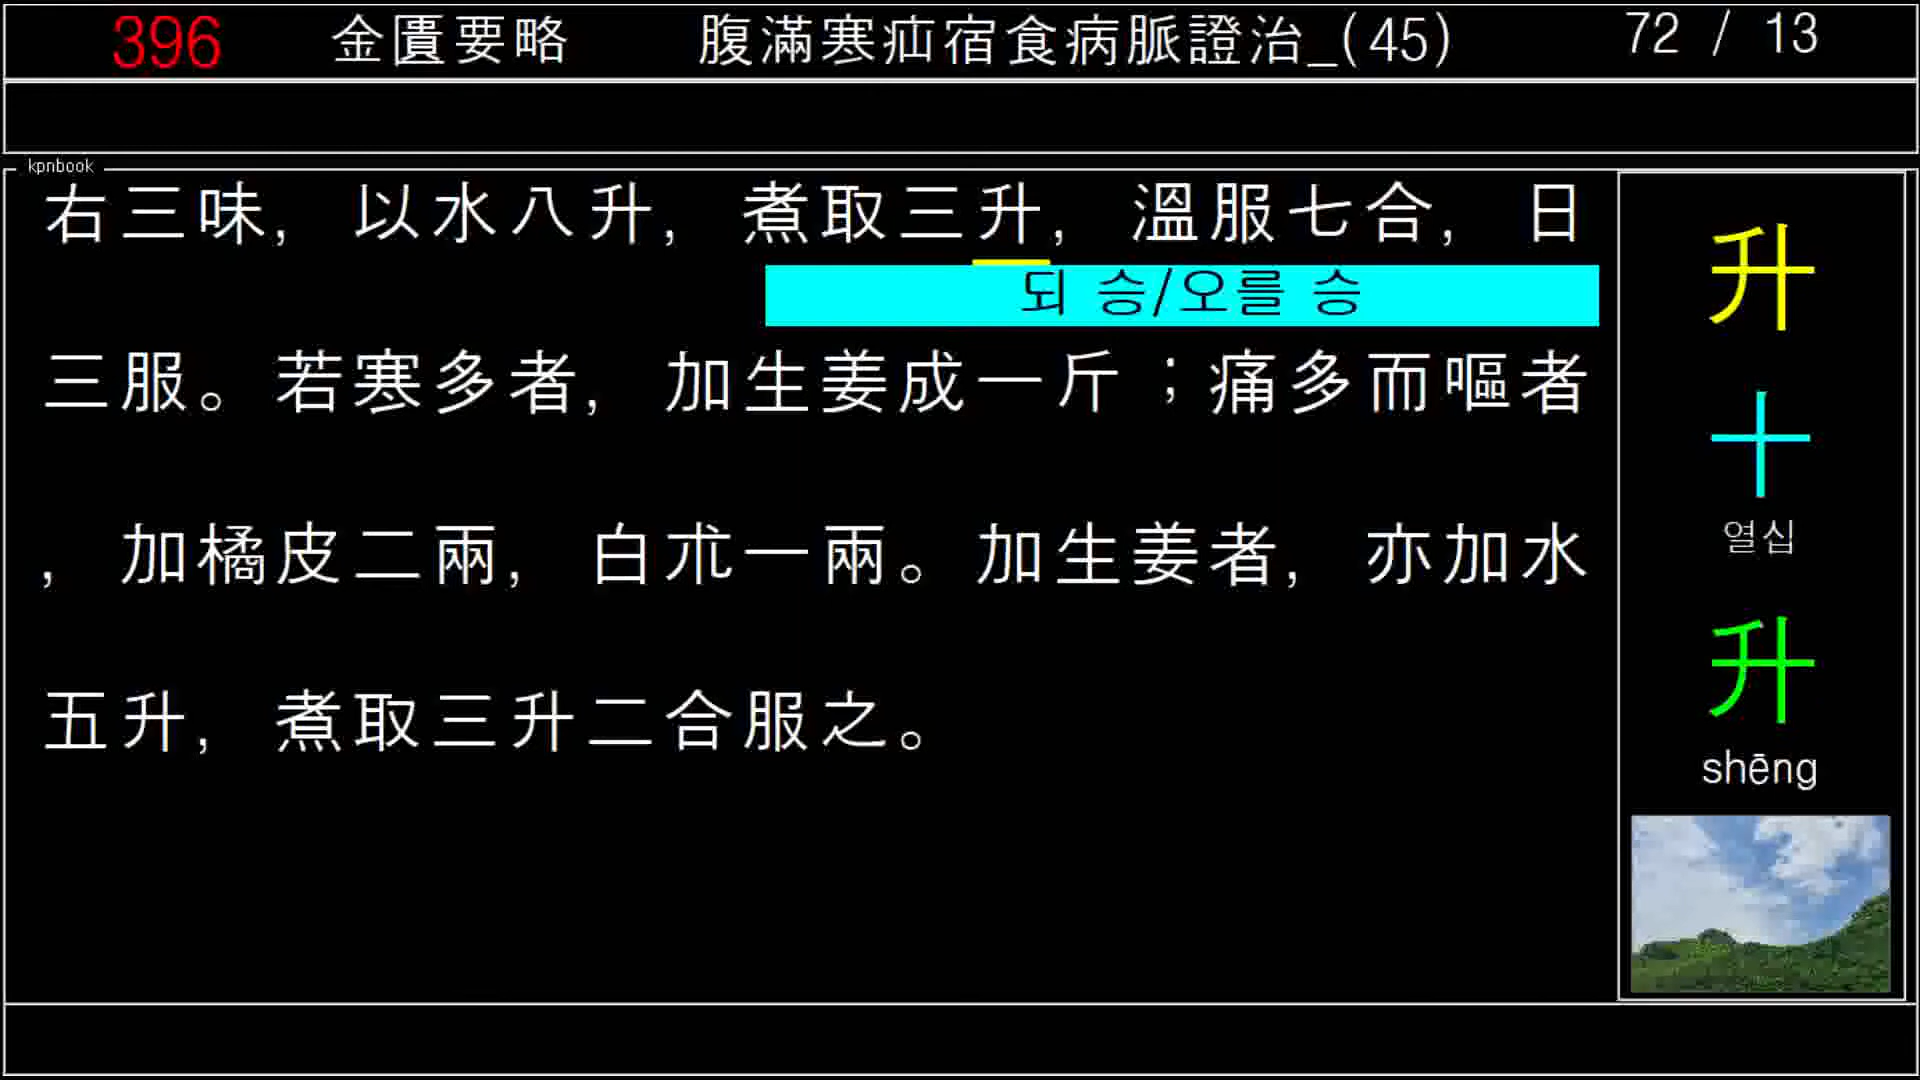 396 金匱要略 腹滿寒疝宿食病脈證治_(45) 72 / 13
kpnbook
右三味, 以水八升, 煮取三升, 溫服七合, 日
되 승/오를 승
三服。若寒多者, 加生姜成一斤；痛多而嘔者
, 加橘皮二兩, 白朮一兩。加生姜者, 亦加水
五升, 煮取三升二合服之。
升
十
열십
升
shēng